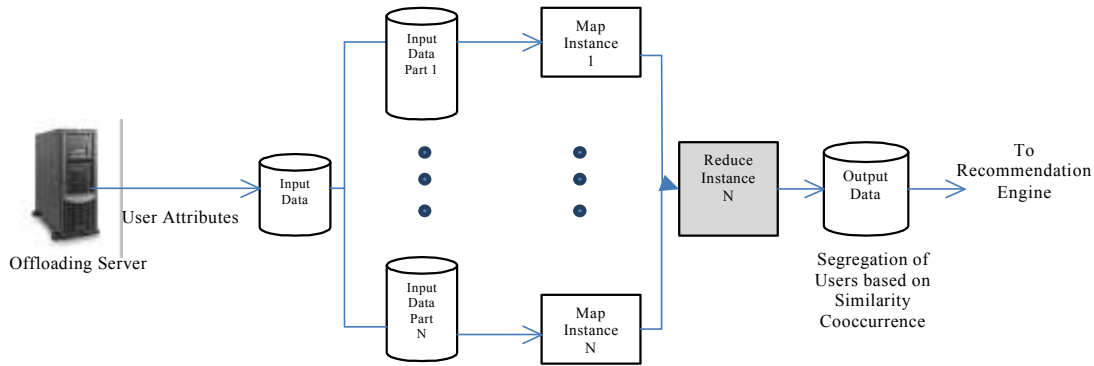 Input
Data
Part 1
Map
Instance
1
Offloading Server
User Attributes
Input
Data
Reduce
Instance
N
Output
Data
To
Recommendation
Engine
Segregation of
Users based on
Similarity
Cooccurrence
Input
Data
Part
N
Map
Instance
N